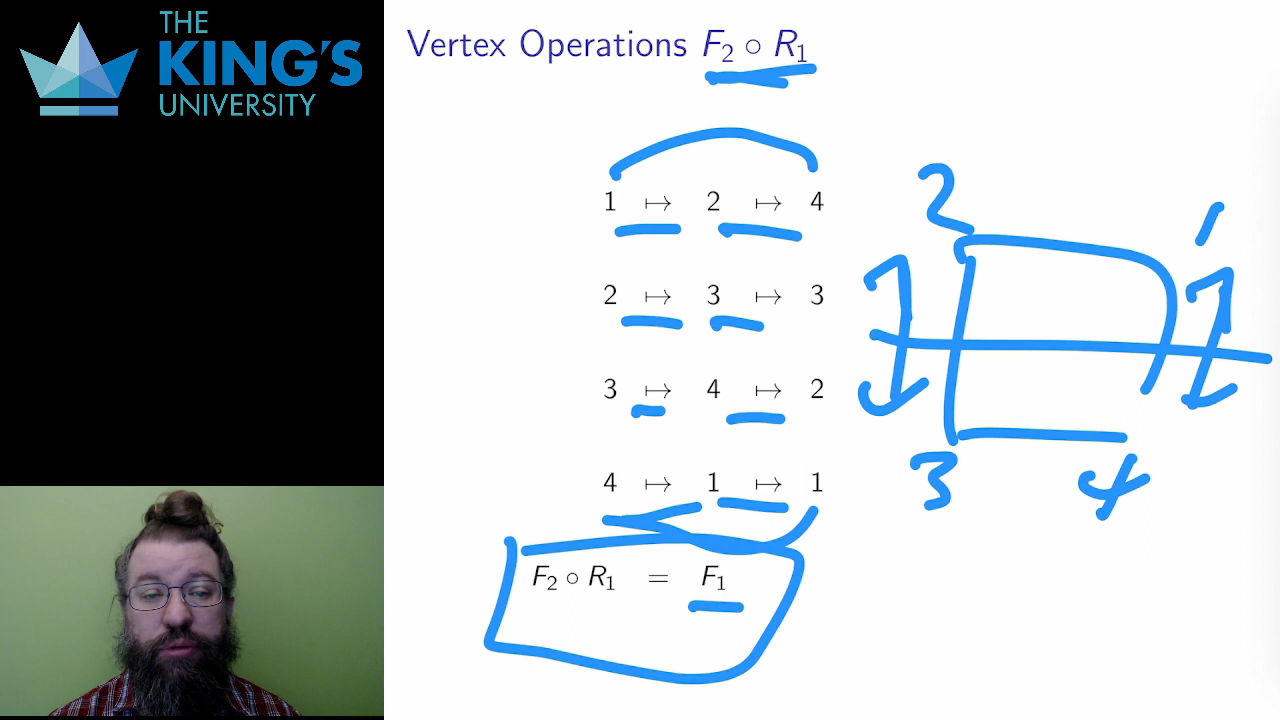 THE
KING'S
UNIVERSITY
Vertex Operations F₂ ∘ R₁
1 ↦ 2 ↦ 4
2 ↦ 3 ↦ 3
3 ↦ 4 ↦ 2
4 ↦ 1 ↦ 1
F₂ ∘ R₁ = F₁
2 1
3 4